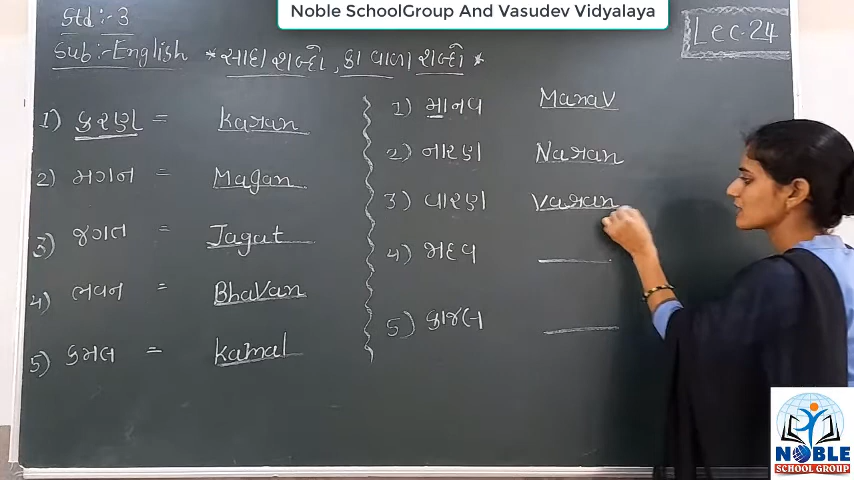 Noble SchoolGroup And Vasudev Vidyalaya
Std :- 3
Sub:- English
Lec. 24
* સાદા શબ્દો, કા વાળા શબ્દો *
1) કરણ = Karan
2) મગન = Magan
3) જગત = Jagat
4) ભવન = BhaVan
5) કમલ = Kamal
1) માનવ ManaV
2) નારણ Naran
3) વારણ Varan
4) માદવ
5) કાજલ
NOBLE
SCHOOL GROUP